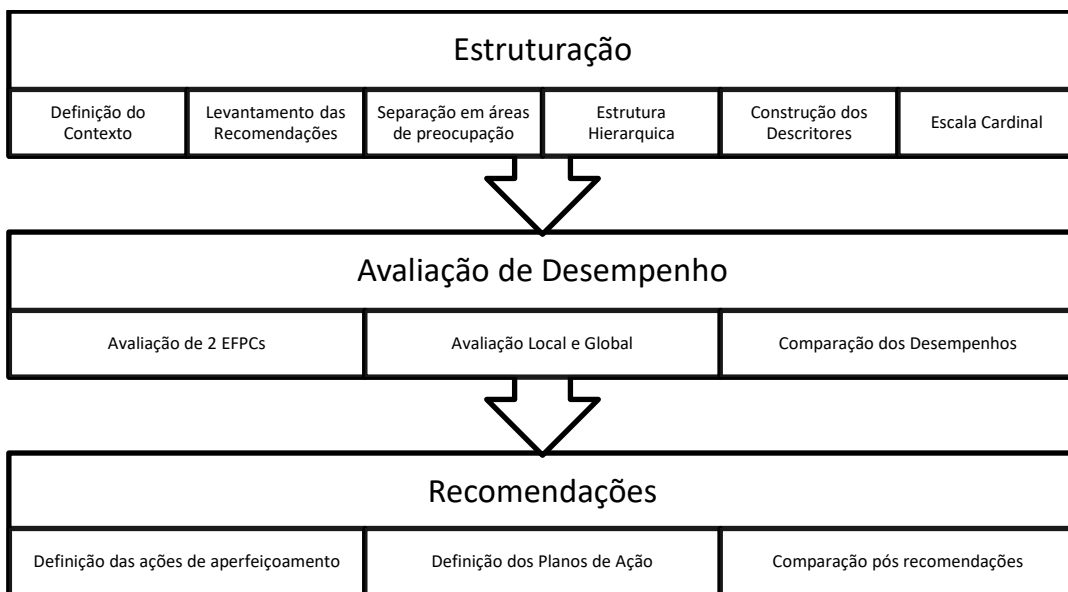 Estruturação
Definição do
Contexto
Levantamento das
Recomendações
Separação em áreas
de preocupação
Estrutura
Hierarquica
Construção dos
Descritores
Escala Cardinal
Avaliação de Desempenho
Avaliação de 2 EFPCs
Avaliação Local e Global
Comparação dos Desempenhos
Recomendações
Definição das ações de aperfeiçoamento
Definição dos Planos de Ação
Comparação pós recomendações